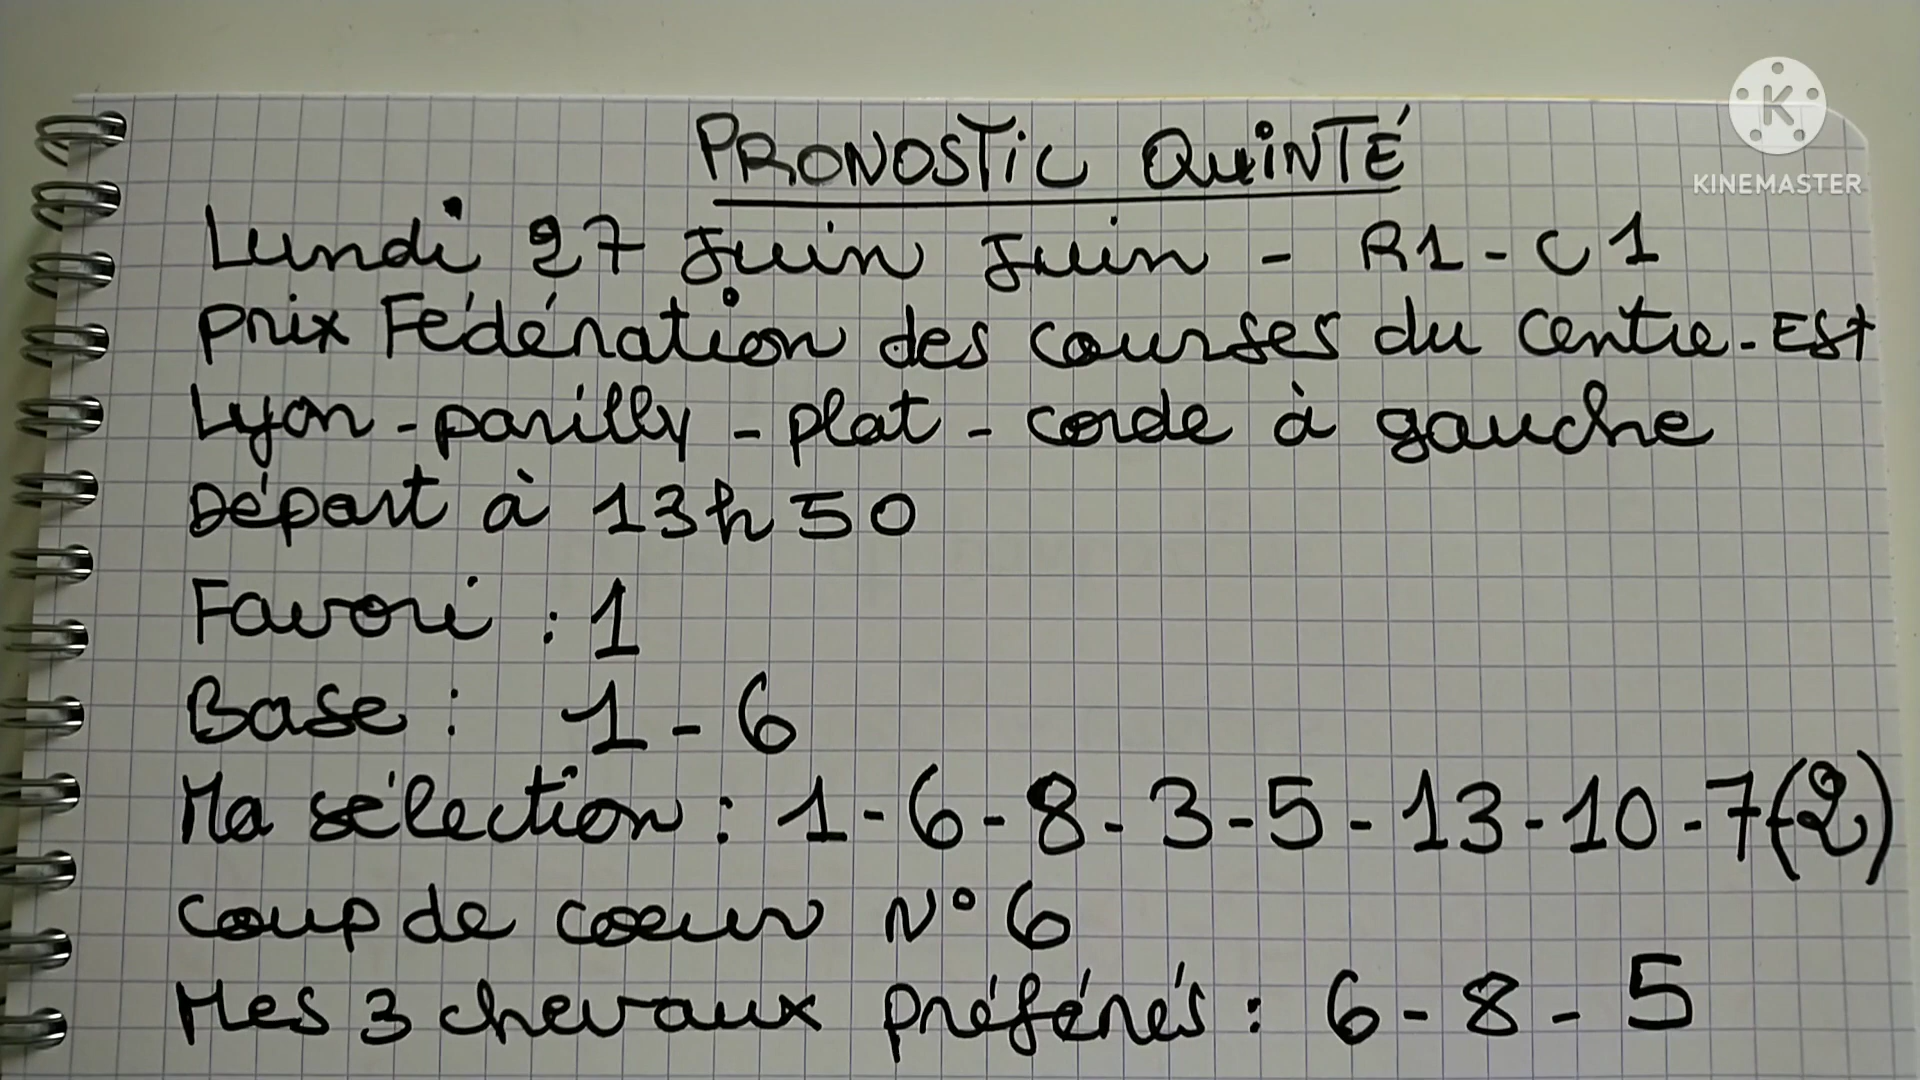 PRONOSTIC QUINTÉ
K
KINEMASTER
Lundi 27 Juin Juin - R1 - C1
prix Fédération des courses du Centre-Est
Lyon - parilly - plat - corde à gauche
Départ à 13h50
Favori : 1
Base : 1 - 6
Ma sélection : 1 - 6 - 8 - 3 - 5 - 13 - 10 - 7 (2)
coup de coeur N° 6
Mes 3 chevaux préférés : 6 - 8 - 5